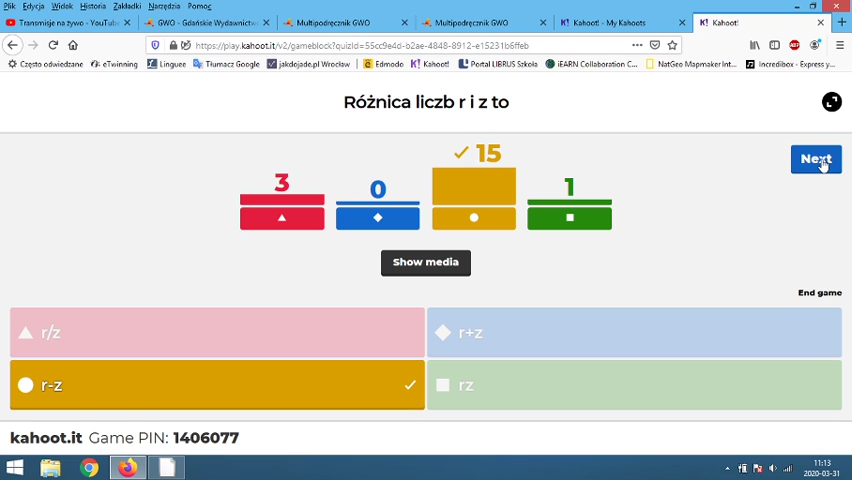 Plik Edycja Widok Historia Zakładki Narzędzia Pomoc
Transmisje na żywo - YouTube GWO - Gdańskie Wydawnictwo Multipodręcznik GWO Multipodręcznik GWO Kahoot! - My Kahoots Kahoot!
https://play.kahoot.it/v2/gameblock?quizId=55cc9e4d-b2ae-4848-8912-e15231b6ffeb
Często odwiedzane eTwinning Linguee Tłumacz Google jakdojade.pl Wrocław Edmodo Kahoot! Portal LIBRUS Szkoła iEARN Collaboration C... NatGeo Mapmaker Int... Incredibox - Express y...
Różnica liczb r i z to
Next
3 0 15 1
Show media
End game
r/z r+z
r-z rz
kahoot.it Game PIN: 1406077
11:13
2020-03-31